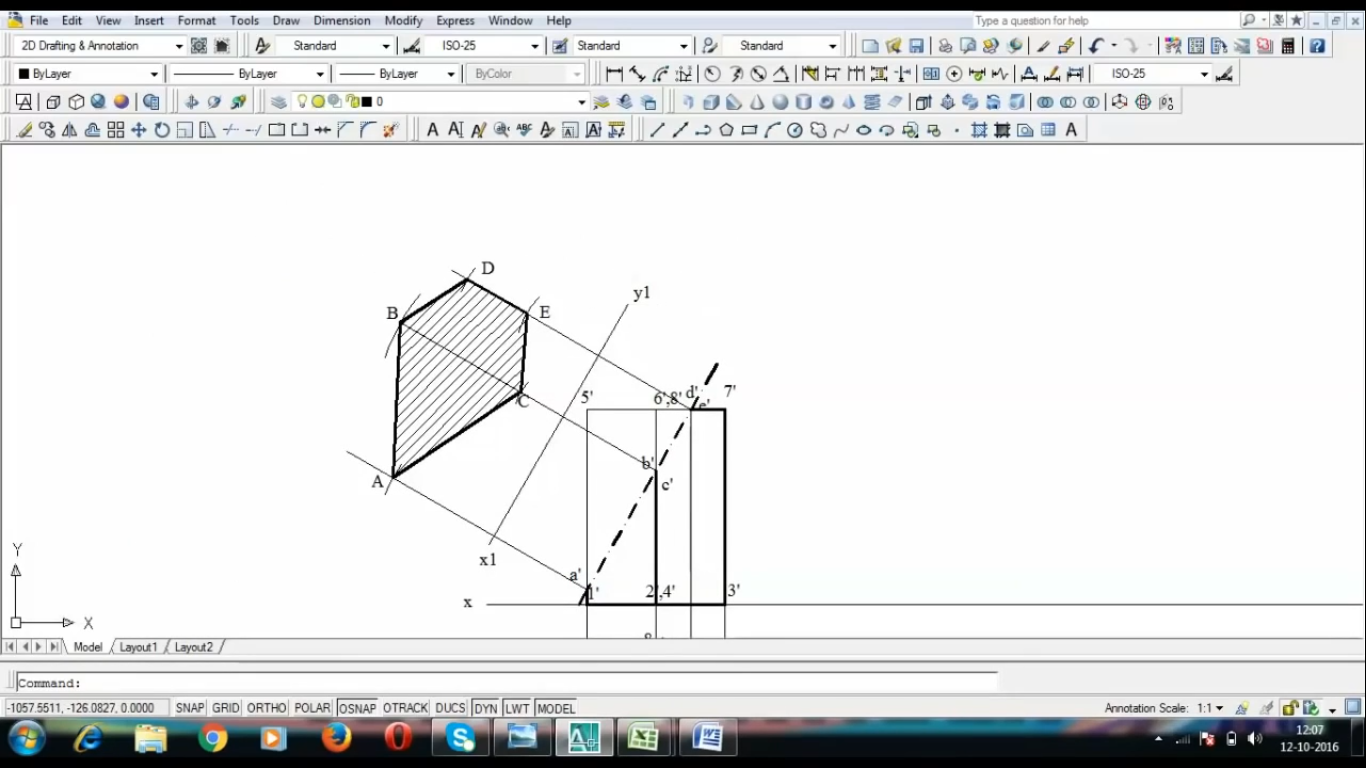 File Edit View Insert Format Tools Draw Dimension Modify Express Window Help Type a question for help
2D Drafting & Annotation Standard ISO-25 Standard Standard
ByLayer ByLayer ByLayer ByColor ISO-25
0
D
y1
B
E
C
5'
6',8'
d'
e'
7'
b'
c'
A
x1
a'
1'
2',4'
3'
x
Y
X
Model Layout1 Layout2
Command:
-1057.5511, -126.0827, 0.0000 SNAP GRID ORTHO POLAR OSNAP OTRACK DUCS DYN LWT MODEL Annotation Scale: 1:1
12:07
12-10-2016